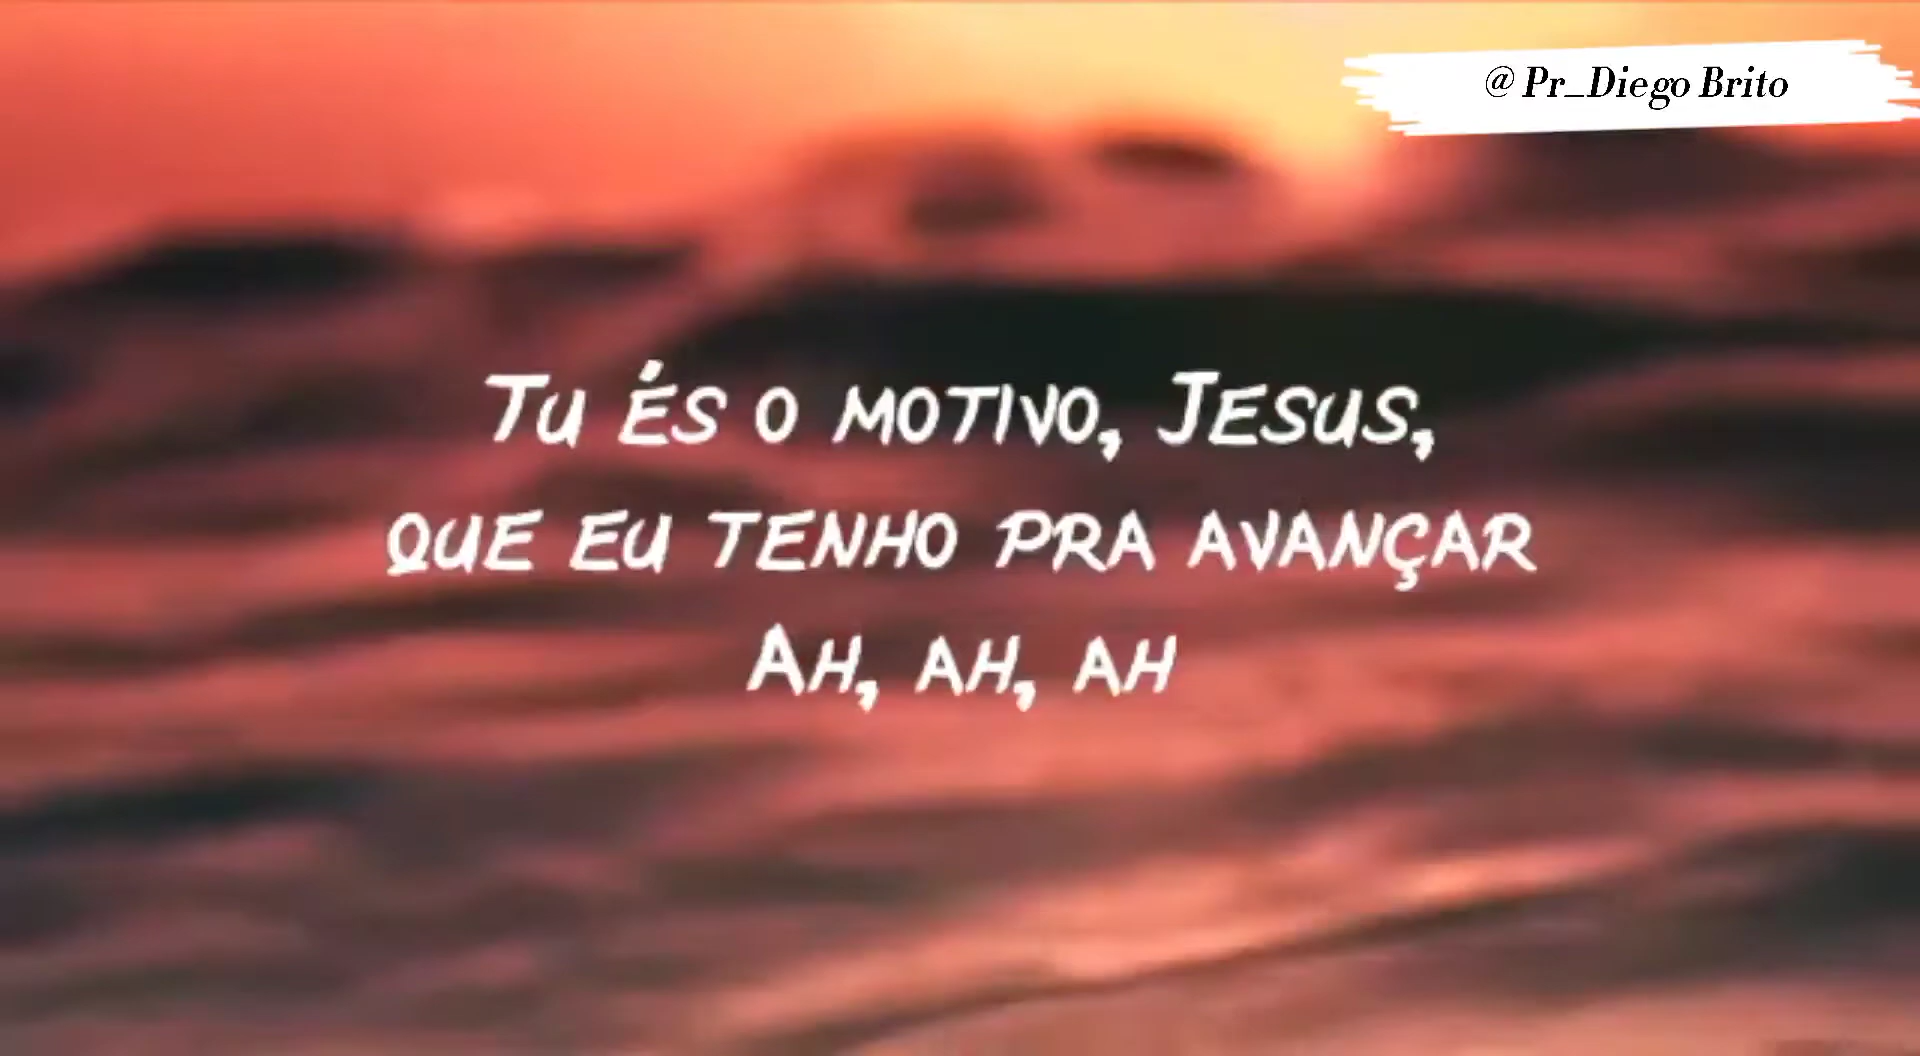 @Pr_Diego Brito
Tu és o motivo, Jesus,
que eu tenho pra avançar
Ah, ah, ah